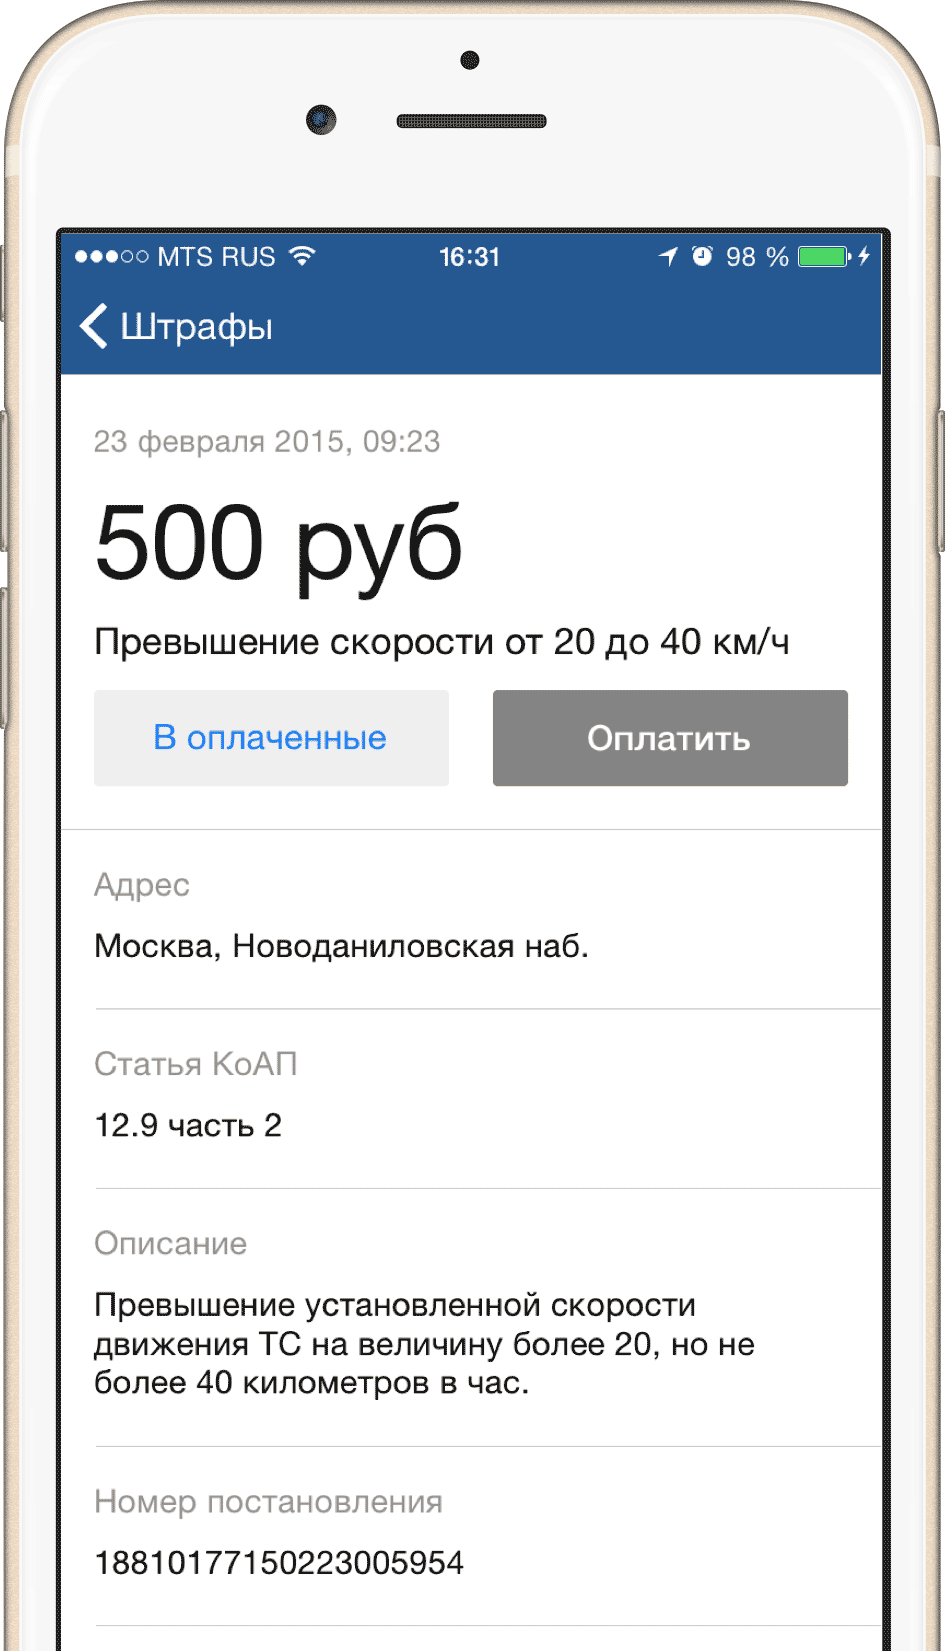 MTS RUS 16:31 98 %
Штрафы
23 февраля 2015, 09:23
500 руб
Превышение скорости от 20 до 40 км/ч
В оплаченные Оплатить
Адрес
Москва, Новоданиловская наб.
Статья КоАП
12.9 часть 2
Описание
Превышение установленной скорости
движения ТС на величину более 20, но не
более 40 километров в час.
Номер постановления
18810177150223005954